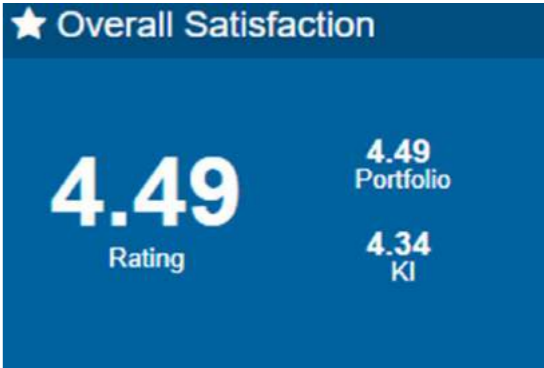 Overall Satisfaction
4.49
Rating
4.49
Portfolio
4.34
KI